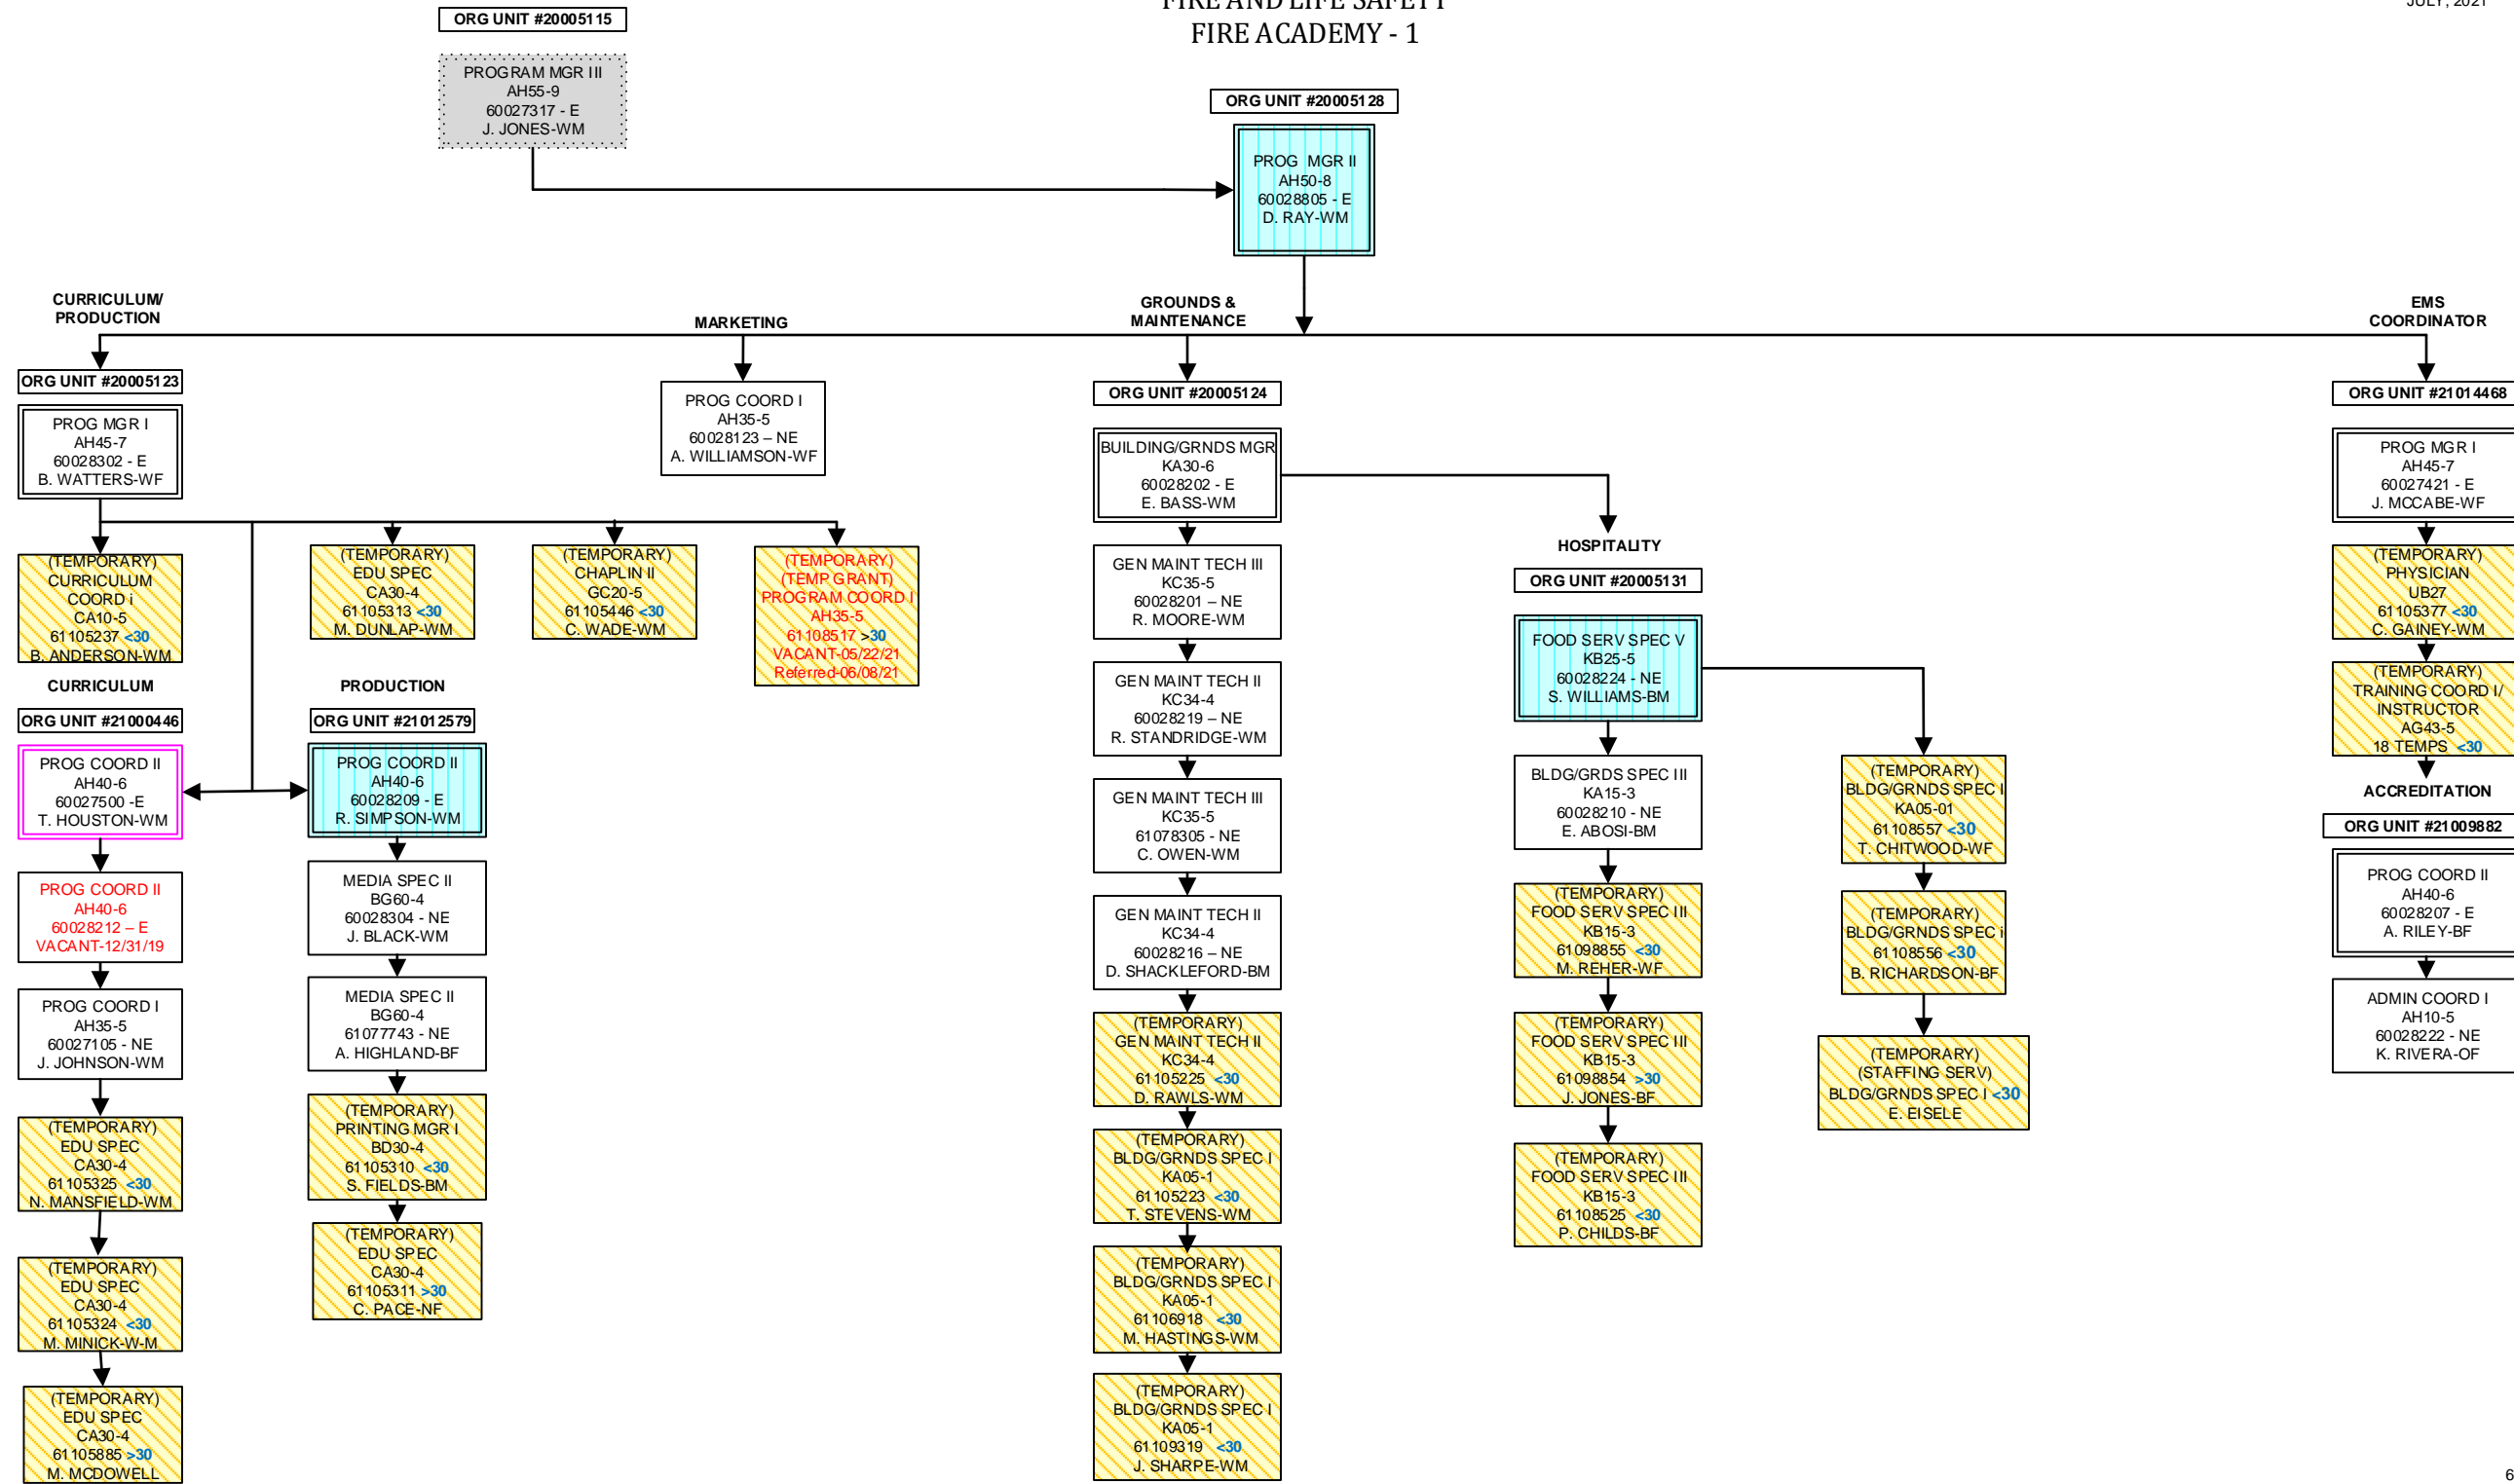 FIRE AND LIFE SAFETY
FIRE ACADEMY - 1
JULY, 2021
ORG UNIT #20005115
PROGRAM MGR III
AH55-9
60027317 - E
J. JONES-WM
ORG UNIT #20005128
PROG MGR II
AH50-8
60028805 - E
D. RAY-WM
CURRICULUM/
PRODUCTION
MARKETING
GROUNDS &
MAINTENANCE
EMS
COORDINATOR
ORG UNIT #20005123
PROG MGR I
AH45-7
60028302 - E
B. WATTERS-WF
PROG COORD I
AH35-5
60028123 – NE
A. WILLIAMSON-WF
ORG UNIT #20005124
BUILDING/GRNDS MGR
KA30-6
60028202 - E
E. BASS-WM
ORG UNIT #21014468
PROG MGR I
AH45-7
60027421 - E
J. MCCABE-WF
(TEMPORARY)
CURRICULUM
COORD i
CA10-5
61105237 <30
B. ANDERSON-WM
(TEMPORARY)
EDU SPEC
CA30-4
61105313 <30
M. DUNLAP-WM
(TEMPORARY)
CHAPLIN II
GC20-5
61105446 <30
C. WADE-WM
(TEMPORARY)
(TEMP GRANT)
PROGRAM COORD I
AH35-5
61108517 >30
VACANT-05/22/21
Referred-06/08/21
CURRICULUM
ORG UNIT #21000446
PROG COORD II
AH40-6
60027500 -E
T. HOUSTON-WM
PROG COORD II
AH40-6
60028212 – E
VACANT-12/31/19
PROG COORD I
AH35-5
60027105 - NE
J. JOHNSON-WM
(TEMPORARY)
EDU SPEC
CA30-4
61105325 <30
N. MANSFIELD-WM
(TEMPORARY)
EDU SPEC
CA30-4
61105324 <30
M. MINICK-W-M
(TEMPORARY)
EDU SPEC
CA30-4
61105885 >30
M. MCDOWELL
PRODUCTION
ORG UNIT #21012579
PROG COORD II
AH40-6
60028209 - E
R. SIMPSON-WM
MEDIA SPEC II
BG60-4
60028304 - NE
J. BLACK-WM
MEDIA SPEC II
BG60-4
61077743 - NE
A. HIGHLAND-BF
(TEMPORARY)
PRINTING MGR I
BD30-4
61105310 <30
S. FIELDS-BM
(TEMPORARY)
EDU SPEC
CA30-4
61105311 >30
C. PACE-NF
GEN MAINT TECH III
KC35-5
60028201 – NE
R. MOORE-WM
GEN MAINT TECH II
KC34-4
60028219 – NE
R. STANDRIDGE-WM
GEN MAINT TECH III
KC35-5
61078305 - NE
C. OWEN-WM
GEN MAINT TECH II
KC34-4
60028216 – NE
D. SHACKLEFORD-BM
(TEMPORARY)
GEN MAINT TECH II
KC34-4
61105225 <30
D. RAWLS-WM
(TEMPORARY)
BLDG/GRNDS SPEC I
KA05-1
61105223 <30
T. STEVENS-WM
(TEMPORARY)
BLDG/GRNDS SPEC I
KA05-1
61106918 <30
M. HASTINGS-WM
(TEMPORARY)
BLDG/GRNDS SPEC I
KA05-1
61109319 <30
J. SHARPE-WM
HOSPITALITY
ORG UNIT #20005131
FOOD SERV SPEC V
KB25-5
60028224 - NE
S. WILLIAMS-BM
BLDG/GRDS SPEC III
KA15-3
60028210 - NE
E. ABOSI-BM
(TEMPORARY)
FOOD SERV SPEC III
KB15-3
61098855 <30
M. REHER-WF
(TEMPORARY)
FOOD SERV SPEC III
KB15-3
61098854 >30
J. JONES-BF
(TEMPORARY)
FOOD SERV SPEC III
KB15-3
61108525 <30
P. CHILDS-BF
(TEMPORARY)
BLDG/GRNDS SPEC I
KA05-01
61108557 <30
T. CHITWOOD-WF
(TEMPORARY)
BLDG/GRNDS SPEC i
61108556 <30
B. RICHARDSON-BF
(TEMPORARY)
(STAFFING SERV)
BLDG/GRNDS SPEC I <30
E. EISELE
(TEMPORARY)
PHYSICIAN
UB27
61105377 <30
C. GAINEY-WM
(TEMPORARY)
TRAINING COORD I/
INSTRUCTOR
AG43-5
18 TEMPS <30
ACCREDITATION
ORG UNIT #21009882
PROG COORD II
AH40-6
60028207 - E
A. RILEY-BF
ADMIN COORD I
AH10-5
60028222 - NE
K. RIVERA-OF
6